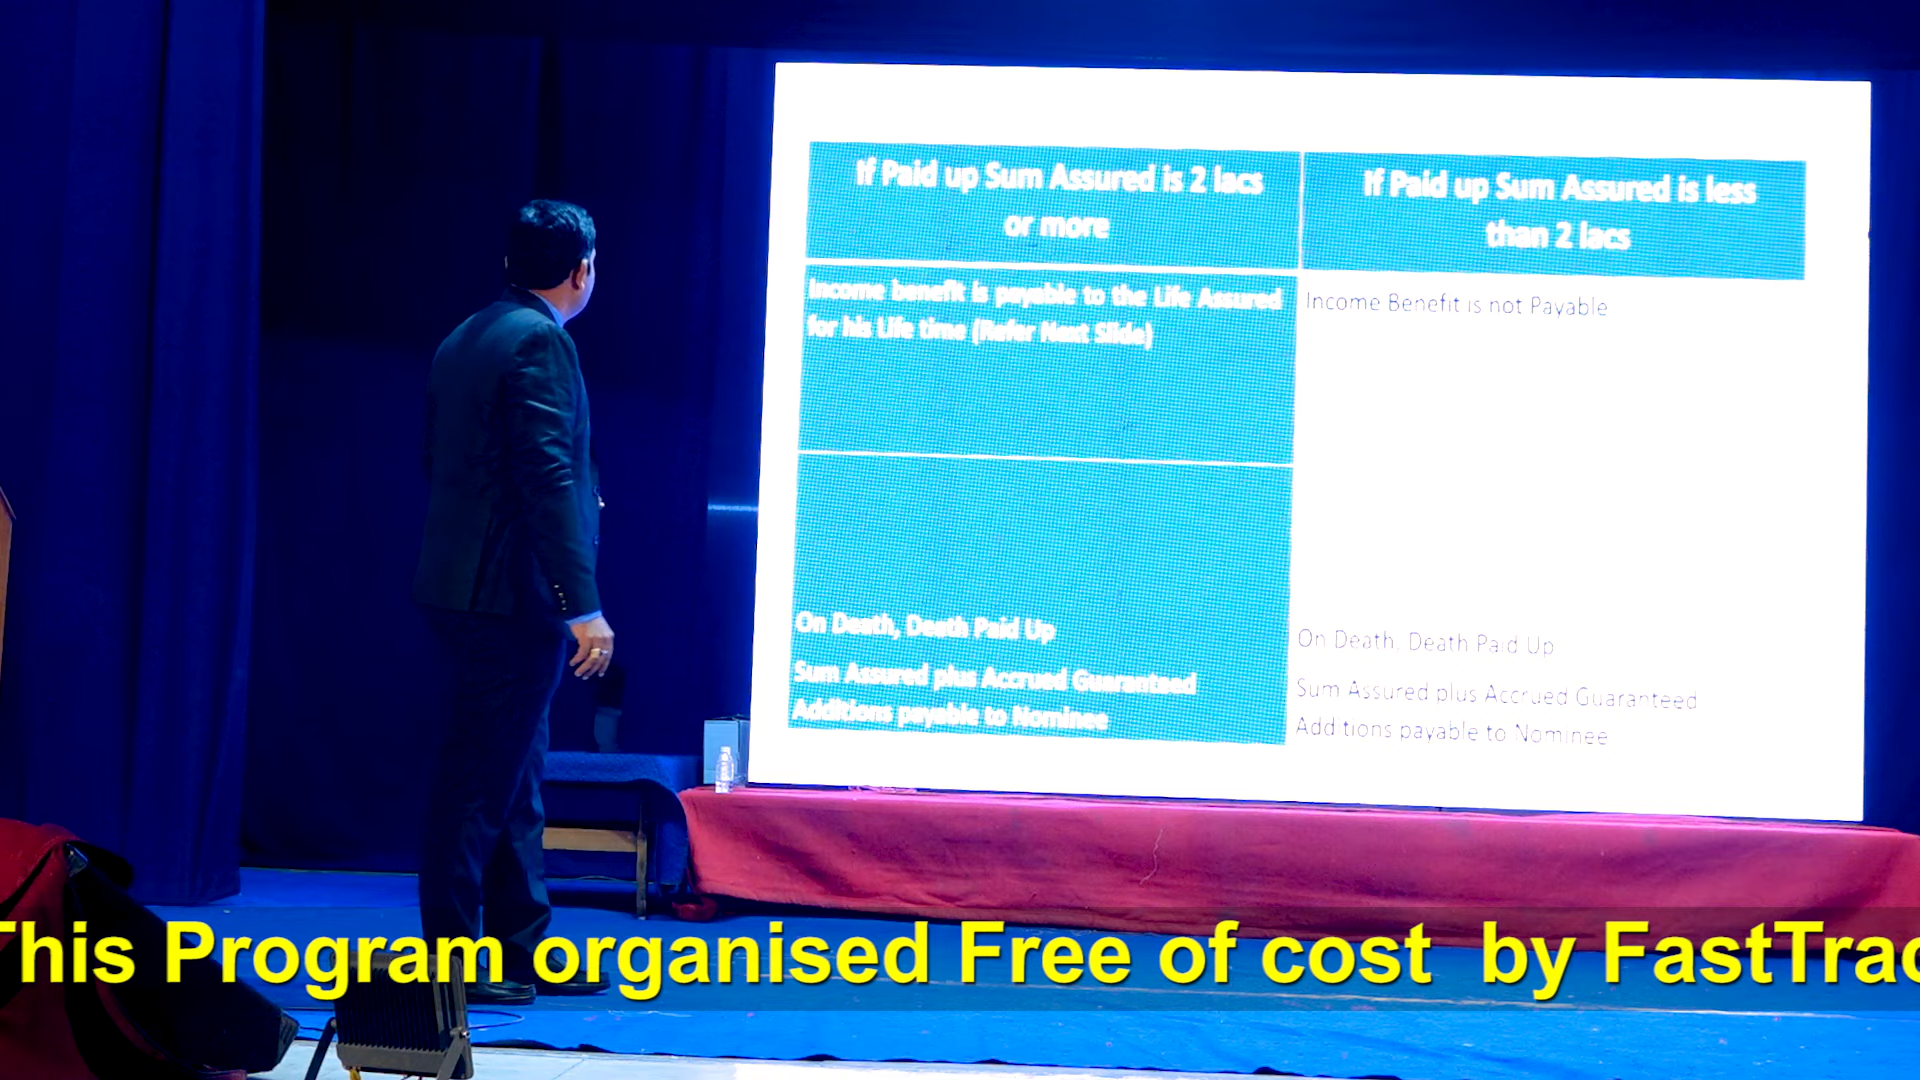 If Paid up Sum Assured is 2 lacs
or more
If Paid up Sum Assured is less
than 2 lacs
Income benefit is payable to the Life Assured
for his Life time (Refer Next Slide)
Income Benefit is not Payable
On Death, Death Paid Up
Sum Assured plus Accrued Guaranteed
Additions payable to Nominee
On Death, Death Paid Up
Sum Assured plus Accrued Guaranteed
Additions payable to Nominee
This Program organised Free of cost by FastTrac